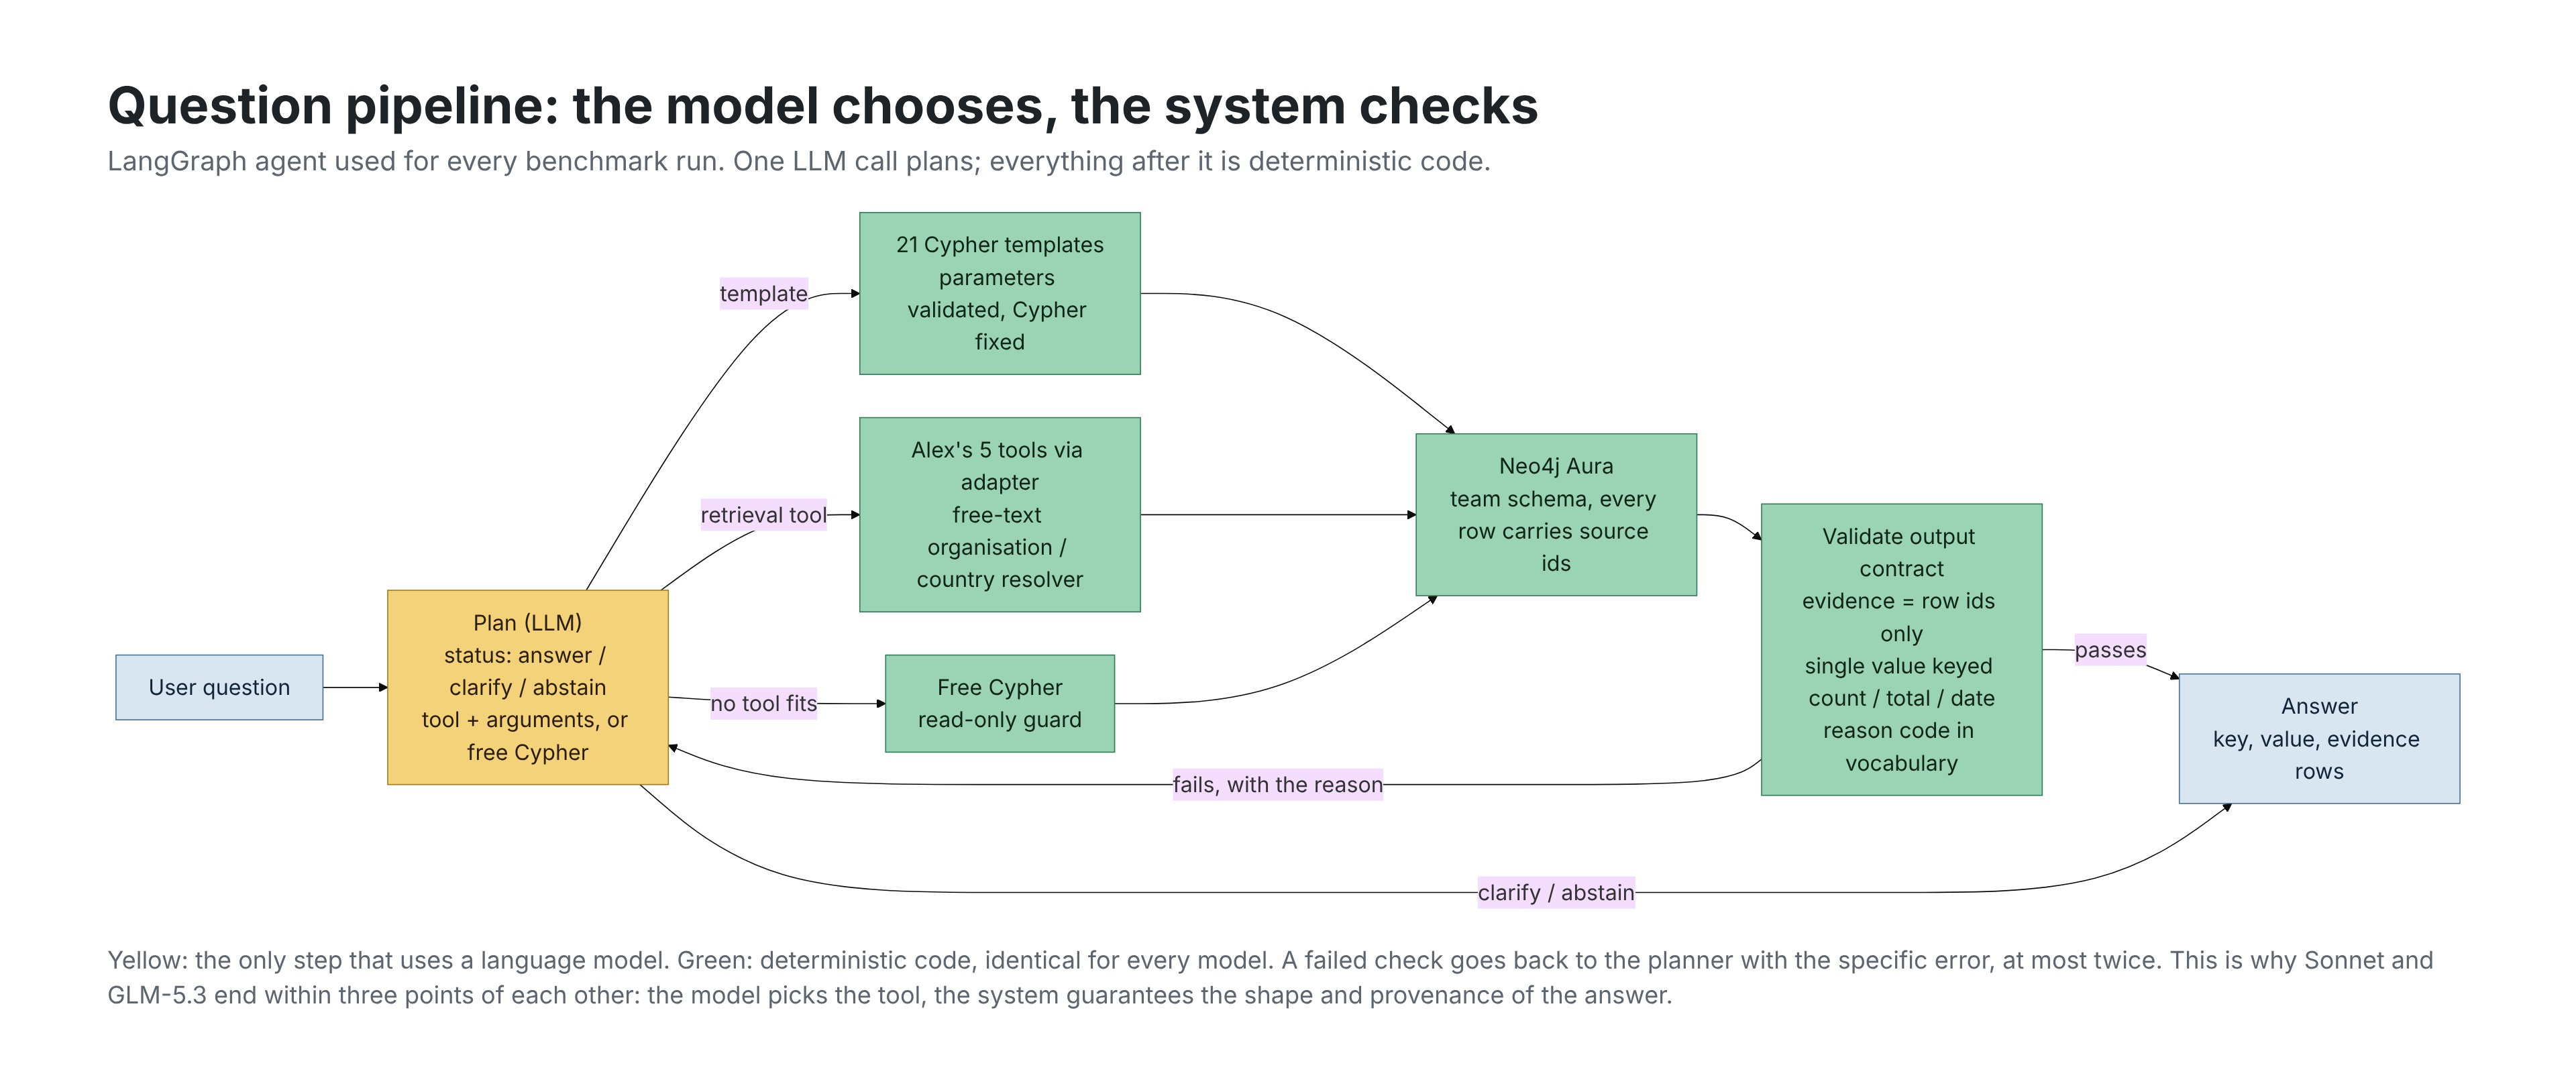 Question pipeline: the model chooses, the system checks
LangGraph agent used for every benchmark run. One LLM call plans; everything after it is deterministic code.
21 Cypher templates
parameters
validated, Cypher
fixed
template
Alex's 5 tools via
adapter
free-text
organisation /
country resolver
retrieval tool
Neo4j Aura
team schema, every
row carries source
ids
Validate output
contract
evidence = row ids
only
single value keyed
count / total / date
reason code in
vocabulary
User question
Plan (LLM)
status: answer /
clarify / abstain
tool + arguments, or
free Cypher
no tool fits
Free Cypher
read-only guard
passes
Answer
key, value, evidence
rows
fails, with the reason
clarify / abstain
Yellow: the only step that uses a language model. Green: deterministic code, identical for every model. A failed check goes back to the planner with the specific error, at most twice. This is why Sonnet and
GLM-5.3 end within three points of each other: the model picks the tool, the system guarantees the shape and provenance of the answer.